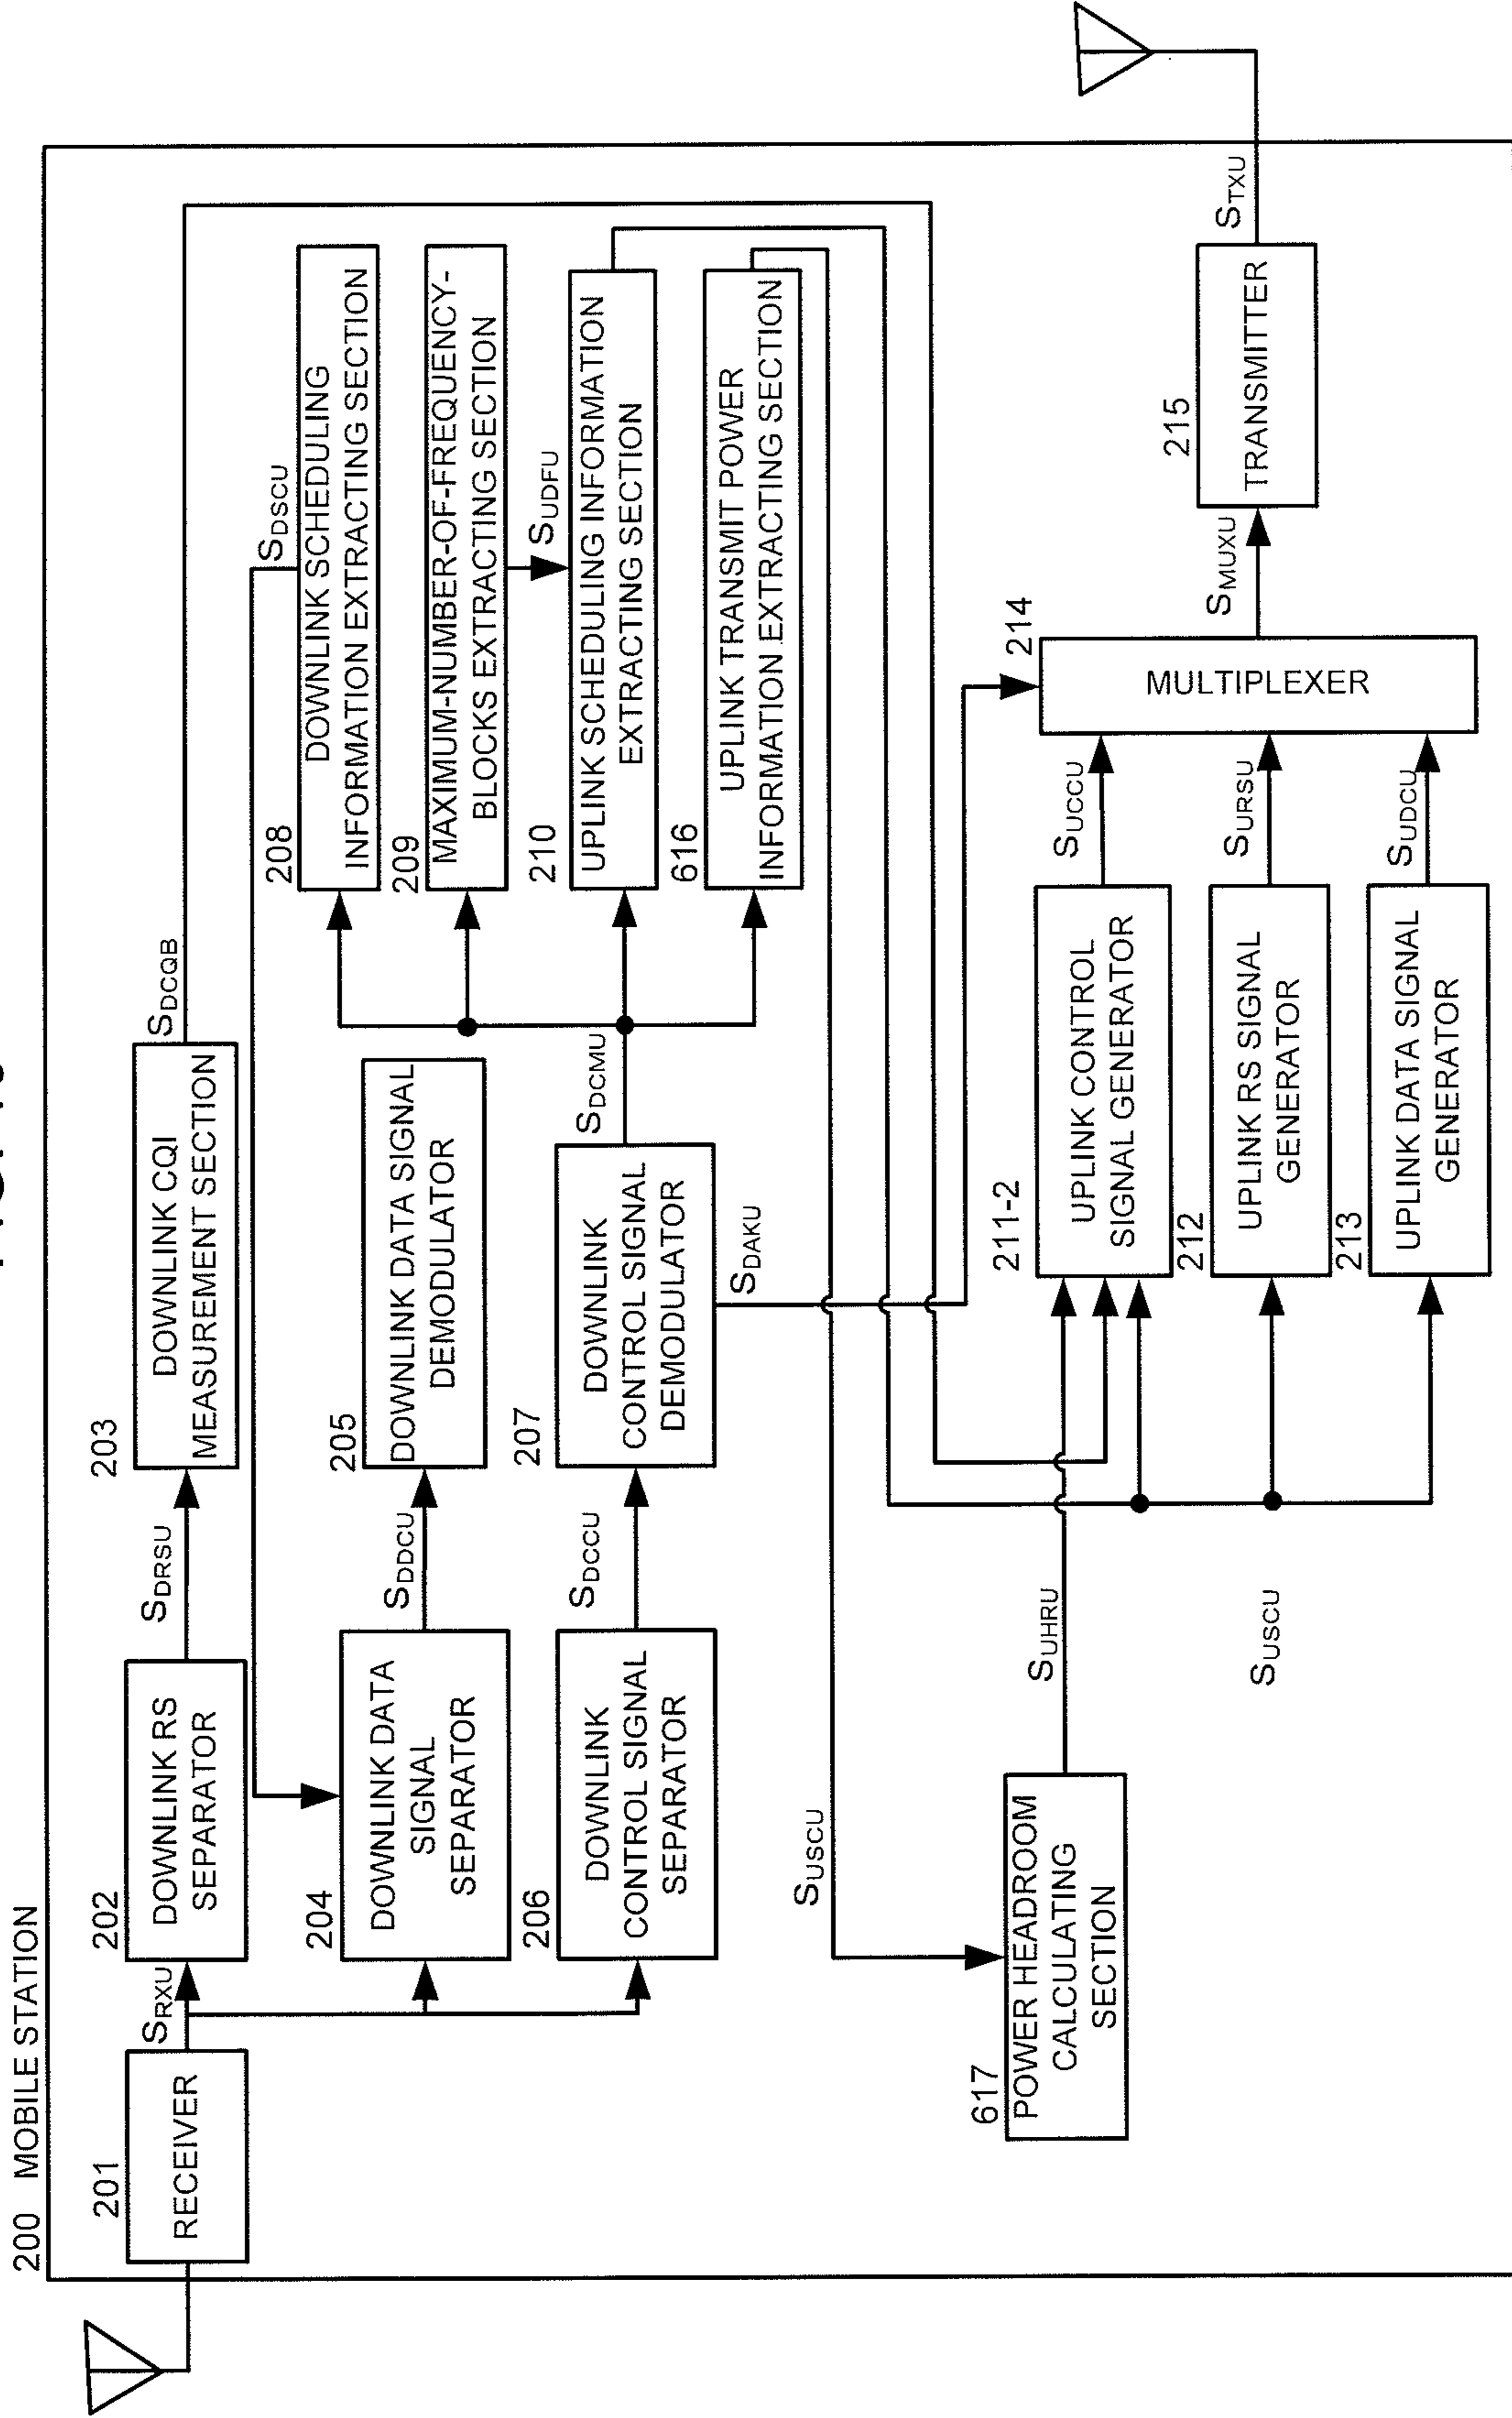 200 MOBILE STATION
201
RECEIVER
SRXU
202
DOWNLINK RS
SEPARATOR
SDRSU
203
DOWNLINK CQI
MEASUREMENT SECTION
SDCQB
204
DOWNLINK DATA
SIGNAL
SEPARATOR
SDDCU
205
DOWNLINK DATA SIGNAL
DEMODULATOR
SDSCU
206
DOWNLINK
CONTROL SIGNAL
SEPARATOR
SDCCU
207
DOWNLINK
CONTROL SIGNAL
DEMODULATOR
SDCMU
SDAKU
208
DOWNLINK SCHEDULING
INFORMATION EXTRACTING SECTION
209
MAXIMUM-NUMBER-OF-FREQUENCY-
BLOCKS EXTRACTING SECTION
SUDFU
210
UPLINK SCHEDULING INFORMATION
EXTRACTING SECTION
616
UPLINK TRANSMIT POWER
INFORMATION EXTRACTING SECTION
SUSCU
617
POWER HEADROOM
CALCULATING
SECTION
SUHRU
SUSCU
211-2
UPLINK CONTROL
SIGNAL GENERATOR
SUCCU
212
UPLINK RS SIGNAL
GENERATOR
SURSU
213
UPLINK DATA SIGNAL
GENERATOR
SUDCU
214
MULTIPLEXER
SMUXU
215
TRANSMITTER
STXU